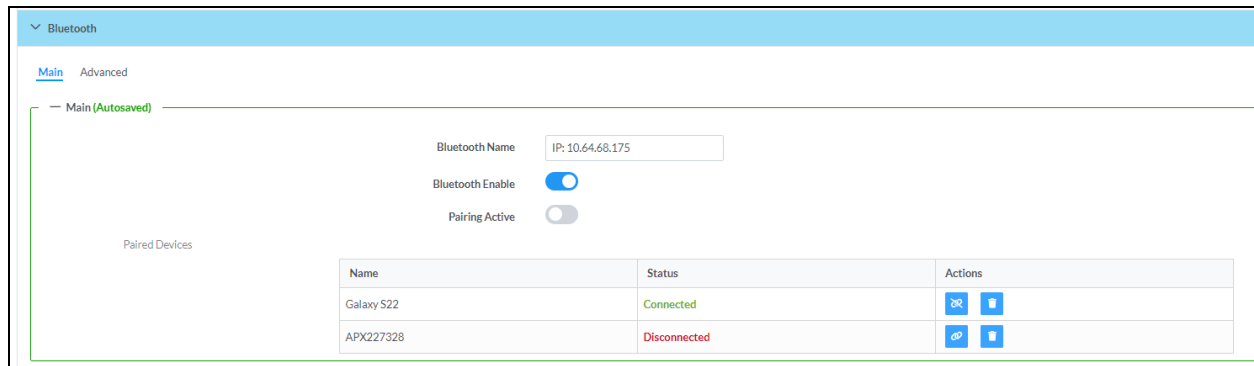 Bluetooth
Main Advanced
Main (Autosaved)
Bluetooth Name IP: 10.64.68.175
Bluetooth Enable
Pairing Active
Paired Devices
Name Status Actions
Galaxy S22 Connected
APX227328 Disconnected